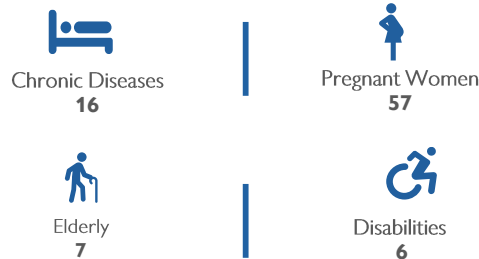 Chronic Diseases
16
Pregnant Women
57
Elderly
7
Disabilities
6